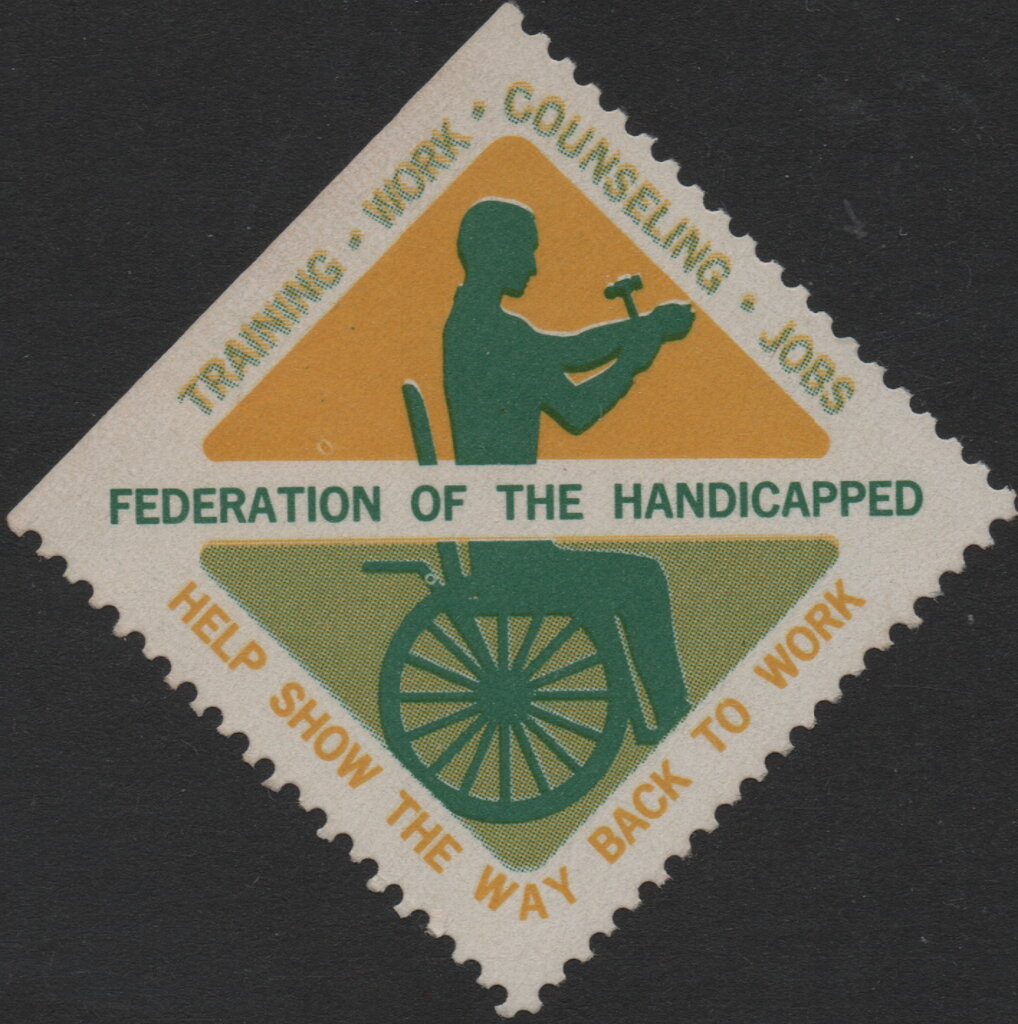 TRAINING • WORK • COUNSELING • JOBS
FEDERATION OF THE HANDICAPPED
HELP SHOW THE WAY BACK TO WORK